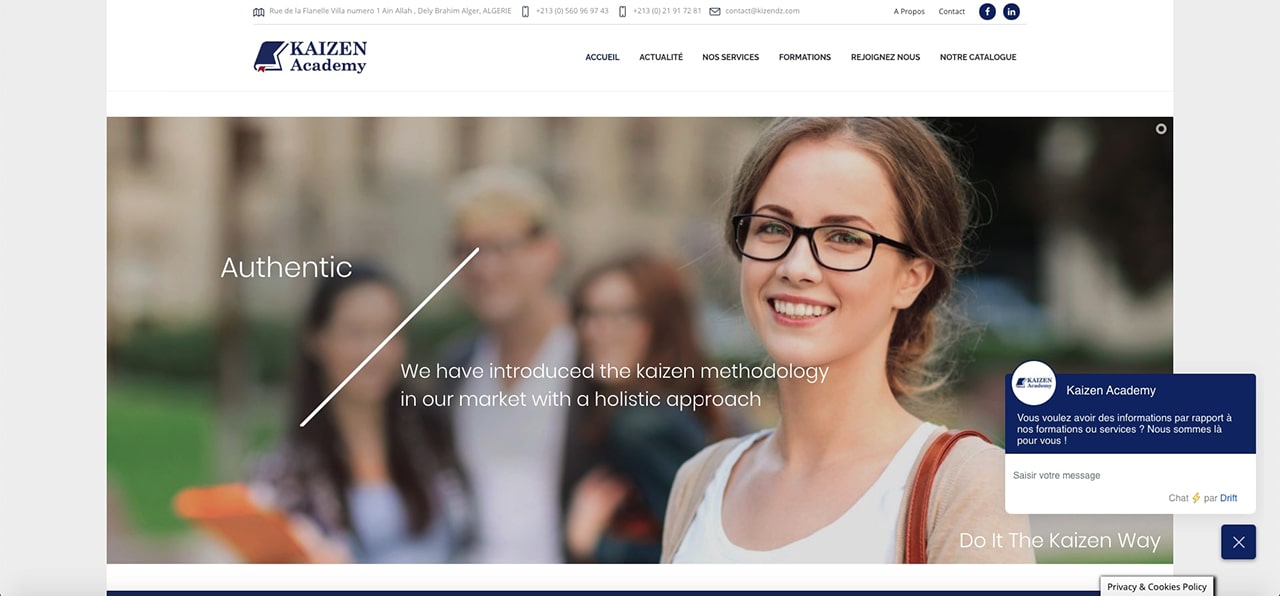 Rue de la Flanelle Villa numero 1 Ain Allah , Dely Brahim Alger, ALGERIE +213 (0) 560 96 97 43 +213 (0) 21 91 72 81 contact@kizendz.com A Propos Contact
KAIZEN
Academy
ACCUEIL ACTUALITÉ NOS SERVICES FORMATIONS REJOIGNEZ NOUS NOTRE CATALOGUE
Authentic
We have introduced the kaizen methodology
in our market with a holistic approach
KAIZEN
Academy
Kaizen Academy
Vous voulez avoir des informations par rapport à
nos formations ou services ? Nous sommes là
pour vous !
Saisir votre message
Chat par Drift
Do It The Kaizen Way
Privacy & Cookies Policy